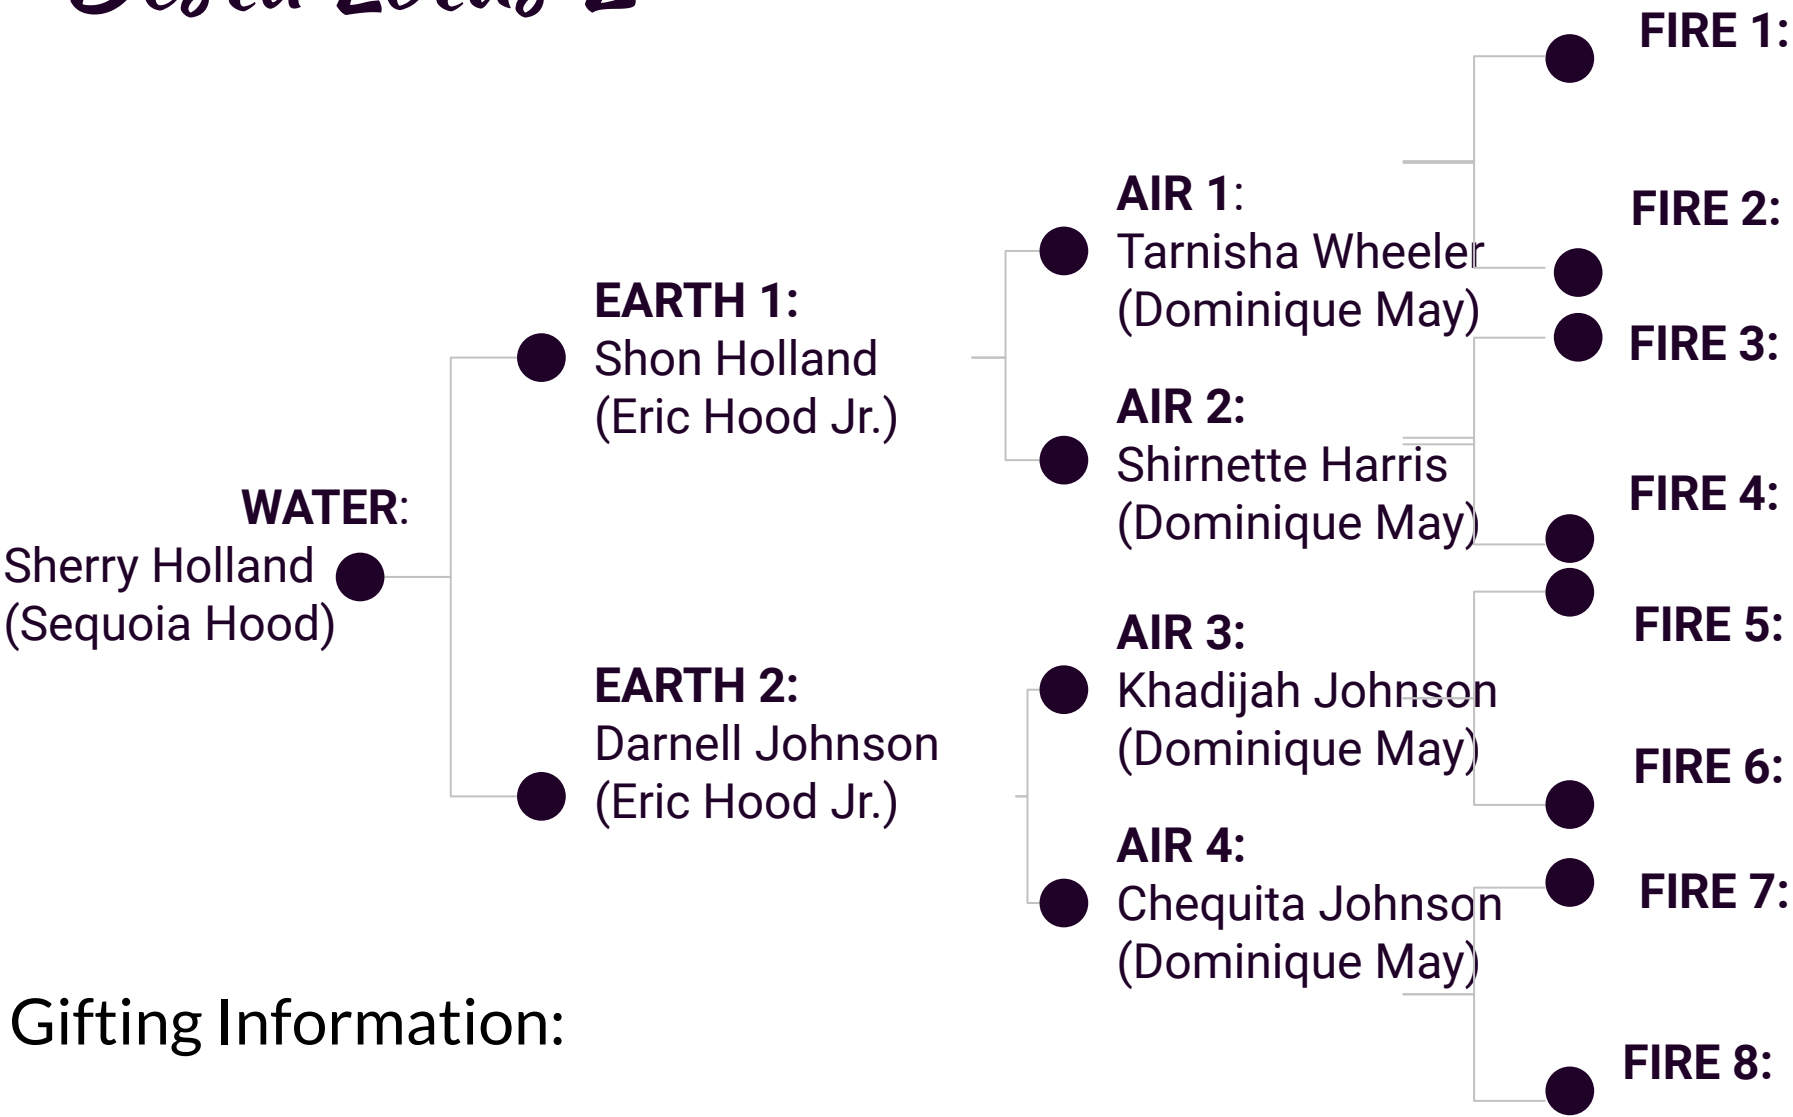 FIRE 1:
FIRE 2:
AIR 1:
Tarnisha Wheeler
(Dominique May)
EARTH 1:
Shon Holland
(Eric Hood Jr.)
FIRE 3:
AIR 2:
Shirnette Harris
(Dominique May)
FIRE 4:
WATER:
Sherry Holland
(Sequoia Hood)
FIRE 5:
AIR 3:
Khadijah Johnson
(Dominique May)
EARTH 2:
Darnell Johnson
(Eric Hood Jr.)
FIRE 6:
AIR 4:
Chequita Johnson
(Dominique May)
FIRE 7:
Gifting Information:
FIRE 8: